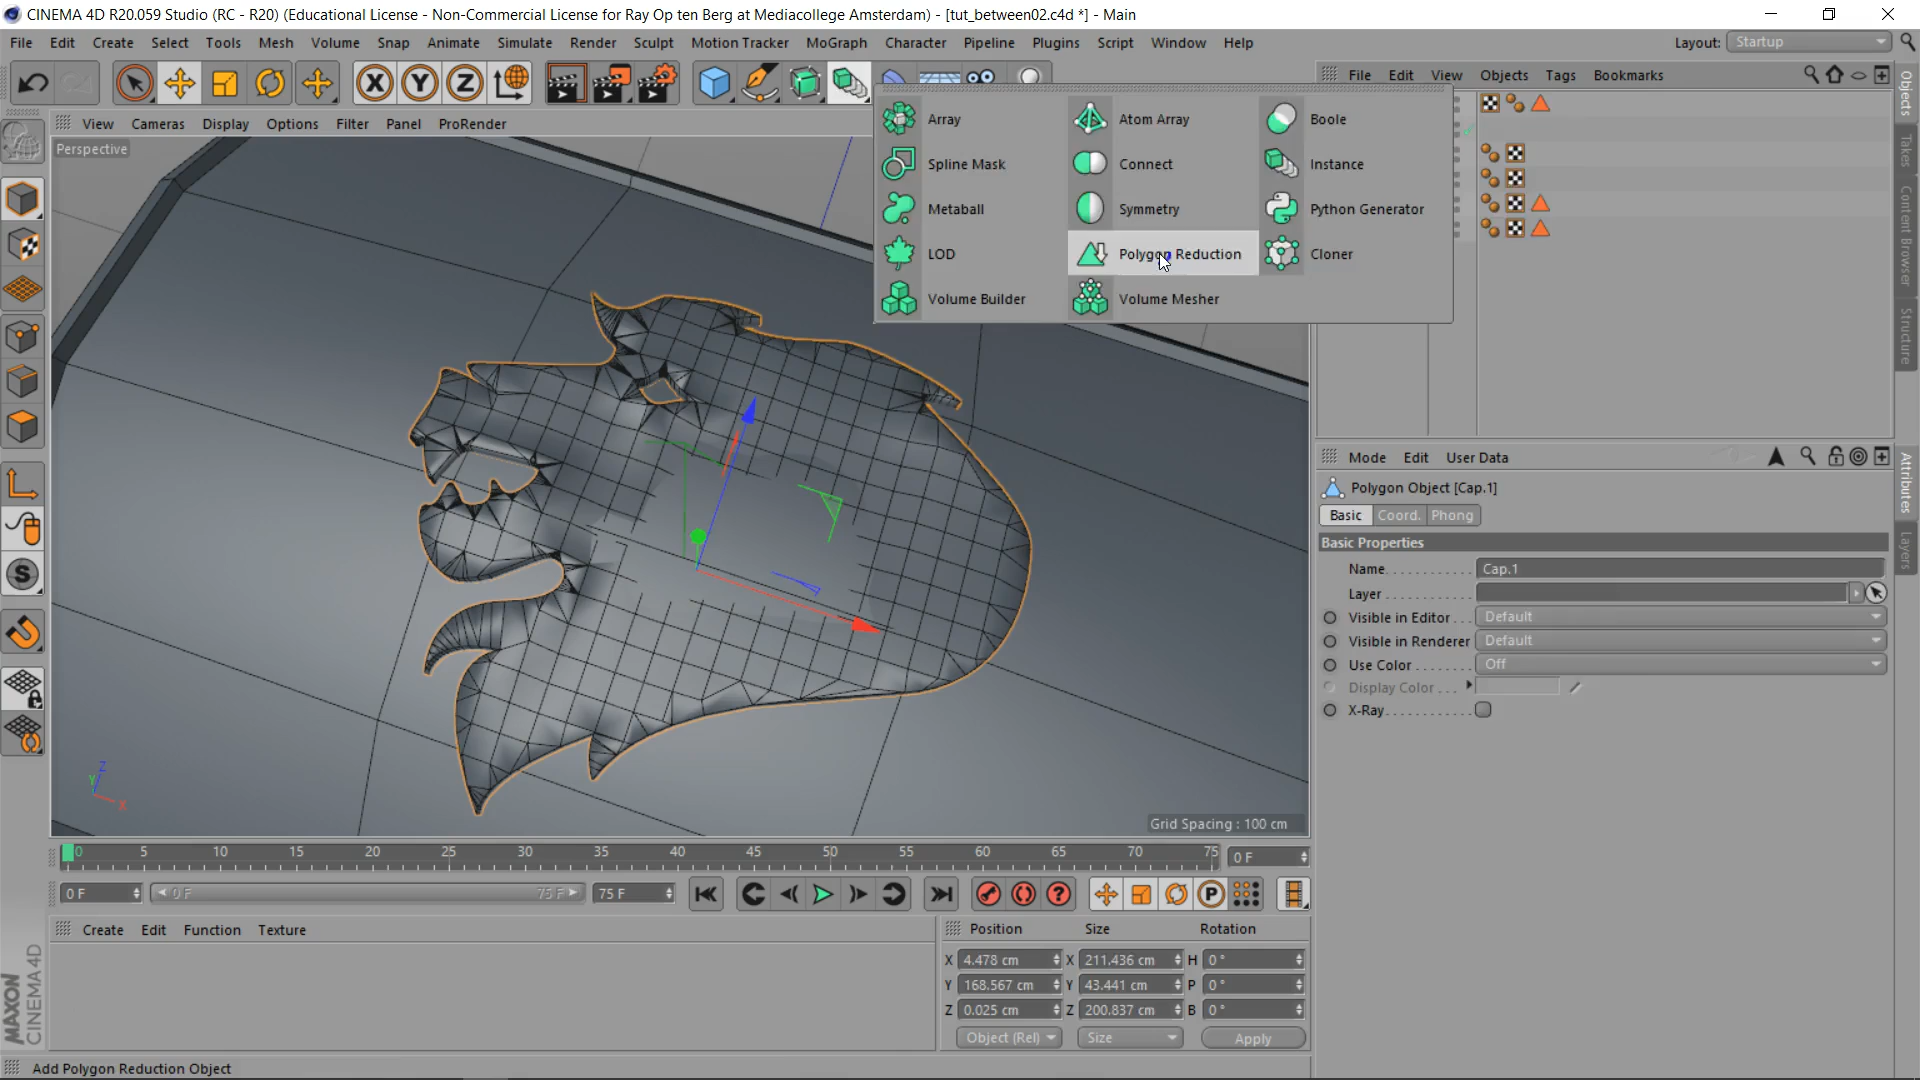 CINEMA 4D R20.059 Studio (RC - R20) (Educational License - Non-Commercial License for Ray Op ten Berg at Mediacollege Amsterdam) - [tut_between02.c4d *] - Main
File Edit Create Select Tools Mesh Volume Snap Animate Simulate Render Sculpt Motion Tracker MoGraph Character Pipeline Plugins Script Window Help
Layout: Startup
File Edit View Objects Tags Bookmarks
View Cameras Display Options Filter Panel ProRender
Perspective
Array Atom Array Boole
Spline Mask Connect Instance
Metaball Symmetry Python Generator
LOD Polygon Reduction Cloner
Volume Builder Volume Mesher
Objects
Takes
Content Browser
Structure
Mode Edit User Data
Polygon Object [Cap.1]
Basic Coord. Phong
Basic Properties
Name Cap.1
Layer
Visible in Editor Default
Visible in Renderer Default
Use Color Off
Display Color
X-Ray
Attributes
Layers
X Y Z
S
Z
Y
X
Grid Spacing : 100 cm
0 5 10 15 20 25 30 35 40 45 50 55 60 65 70 75 0 F
0 F 0 F 75 F 75 F P
Create Edit Function Texture
Position Size Rotation
X 4.478 cm X 211.436 cm H 0 °
Y 168.567 cm Y 43.441 cm P 0 °
Z 0.025 cm Z 200.837 cm B 0 °
Object (Rel) Size Apply
MAXON
CINEMA 4D
Add Polygon Reduction Object